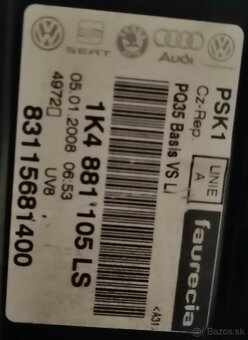 SEAT
Audi
PSK1
Cz-Rep
PQ35 Basis VS Li
LINIE
A
1K4 881 105 LS
05.01.2008 06:53
4972
UV8
83115681400
faurecia
<A31-
bazos.sk